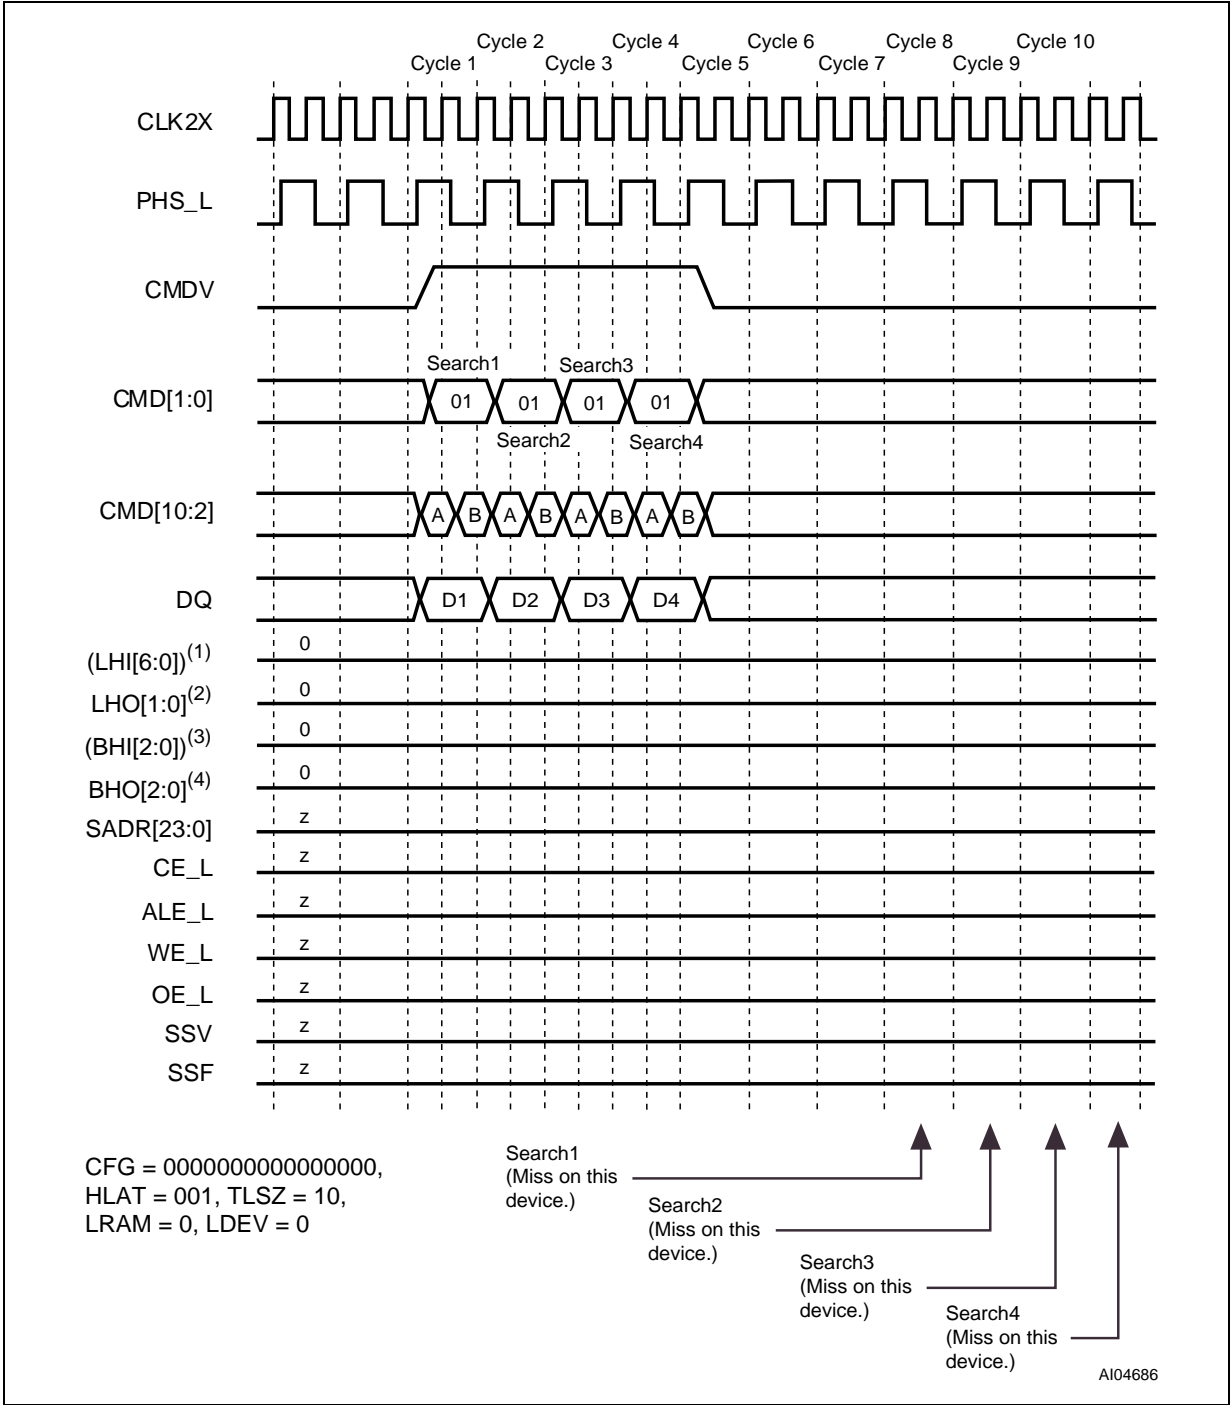 Cycle 2 Cycle 4 Cycle 6 Cycle 8 Cycle 10
Cycle 1 Cycle 3 Cycle 5 Cycle 7 Cycle 9
CLK2X
PHS_L
CMDV
Search1 Search3
CMD[1:0] 01 01 01 01
Search2 Search4
CMD[10:2] A B A B A B A B
DQ D1 D2 D3 D4
(LHI[6:0])(1) 0
LHO[1:0](2) 0
(BHI[2:0])(3) 0
BHO[2:0](4) 0
SADR[23:0] z
CE_L z
ALE_L z
WE_L z
OE_L z
SSV z
SSF z
CFG = 0000000000000000,
HLAT = 001, TLSZ = 10,
LRAM = 0, LDEV = 0
Search1
(Miss on this
device.)
Search2
(Miss on this
device.)
Search3
(Miss on this
device.)
Search4
(Miss on this
device.)
AI04686